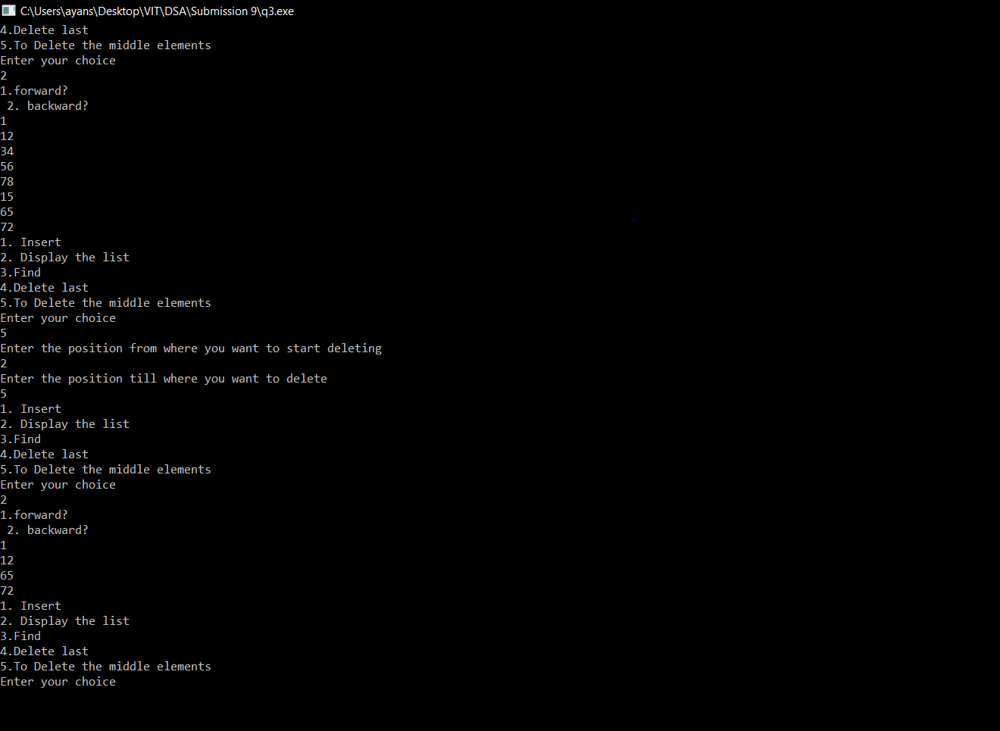 C:\Users\ayans\Desktop\VIT\DSA\Submission 9\q3.exe
4.Delete last
5.To Delete the middle elements
Enter your choice
2
1.forward?
 2. backward?
1
12
34
56
78
15
65
72
1. Insert
2. Display the list
3.Find
4.Delete last
5.To Delete the middle elements
Enter your choice
5
Enter the position from where you want to start deleting
2
Enter the position till where you want to delete
5
1. Insert
2. Display the list
3.Find
4.Delete last
5.To Delete the middle elements
Enter your choice
2
1.forward?
 2. backward?
1
12
65
72
1. Insert
2. Display the list
3.Find
4.Delete last
5.To Delete the middle elements
Enter your choice